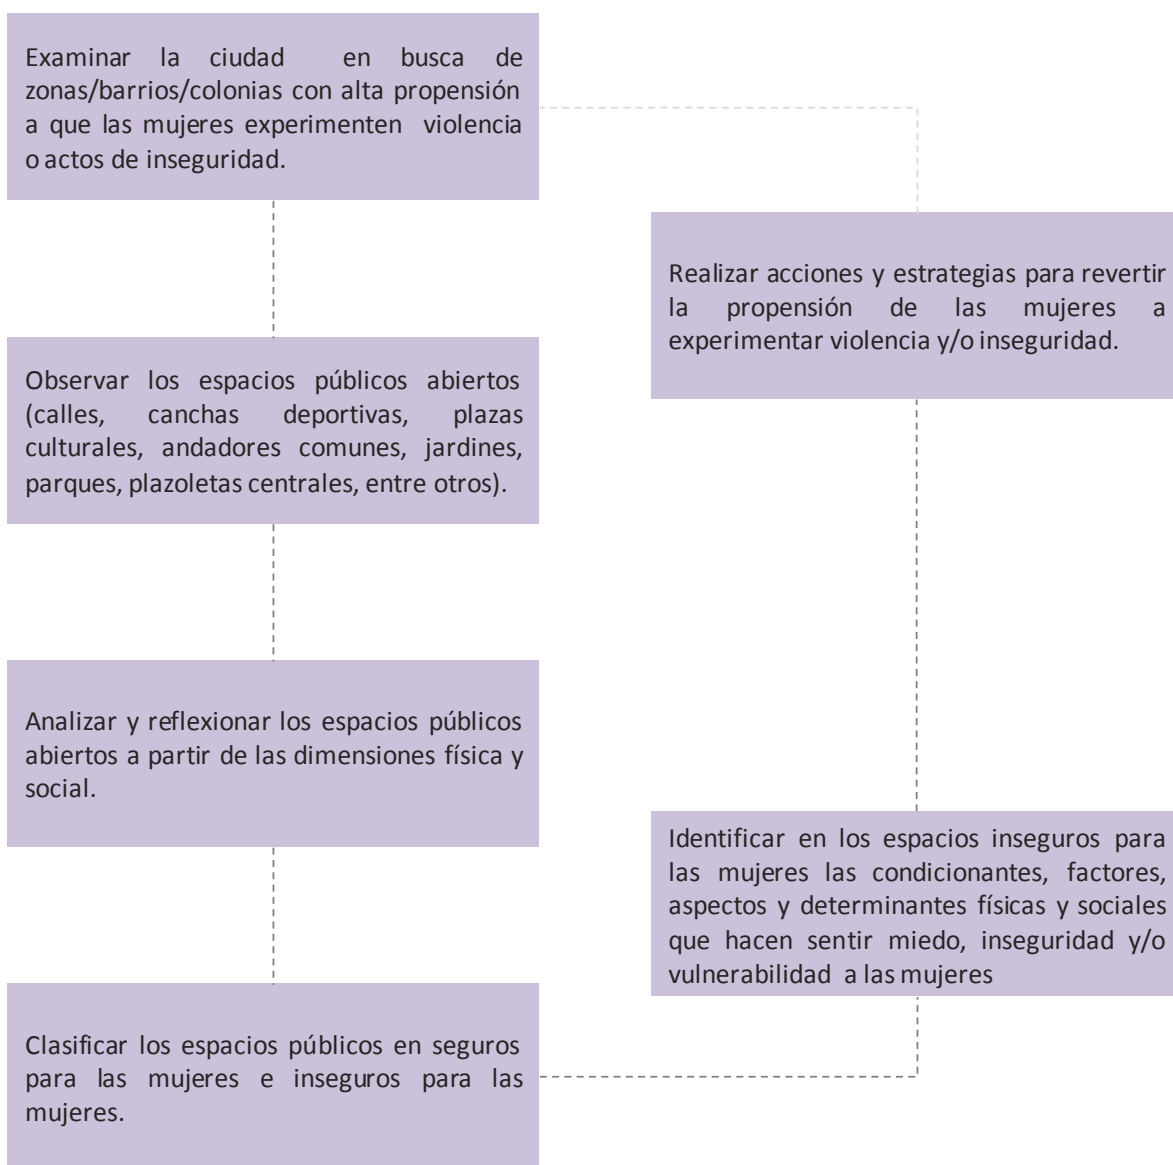 Examinar la ciudad en busca de
zonas/barrios/colonias con alta propensión
a que las mujeres experimenten violencia
o actos de inseguridad.
Observar los espacios públicos abiertos
(calles, canchas deportivas, plazas
culturales, andadores comunes, jardines,
parques, plazoletas centrales, entre otros).
Analizar y reflexionar los espacios públicos
abiertos a partir de las dimensiones física y
social.
Clasificar los espacios públicos en seguros
para las mujeres e inseguros para las
mujeres.
Identificar en los espacios inseguros para
las mujeres las condicionantes, factores,
aspectos y determinantes físicas y sociales
que hacen sentir miedo, inseguridad y/o
vulnerabilidad a las mujeres
Realizar acciones y estrategias para revertir
la propensión de las mujeres a
experimentar violencia y/o inseguridad.